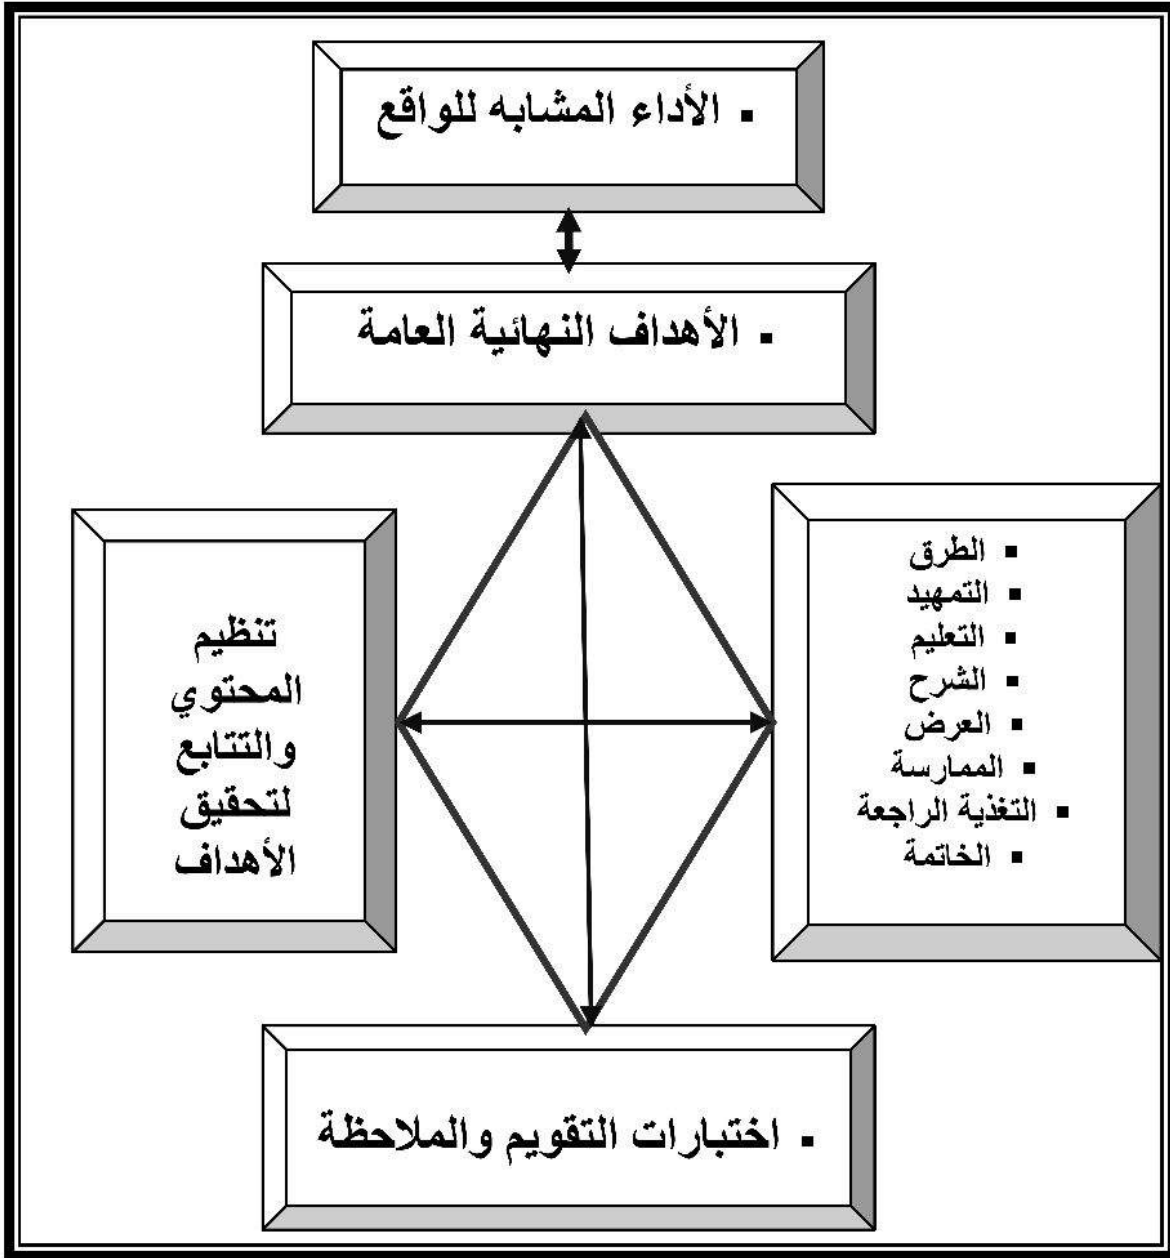 ▪ الأداء المشابه للواقع
▪ الأهداف النهائية العامة
▪ الطرق
▪ التمهيد
▪ التعليم
▪ الشرح
▪ العرض
▪ الممارسة
▪ التغذية الراجعة
▪ الخاتمة
تنظيم
المحتوي
والتتابع
لتحقيق
الأهداف
▪ اختبارات التقويم والملاحظة